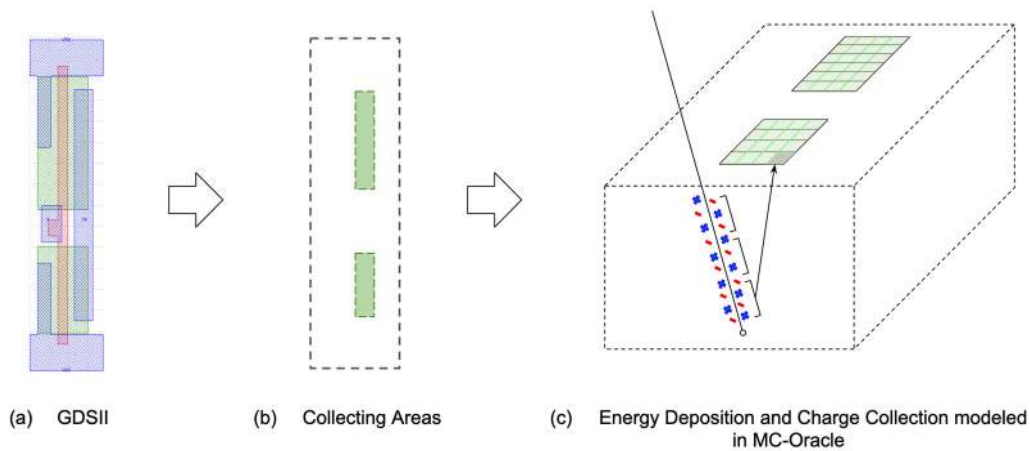 (a) GDSII
(b) Collecting Areas
(c) Energy Deposition and Charge Collection modeled
in MC-Oracle